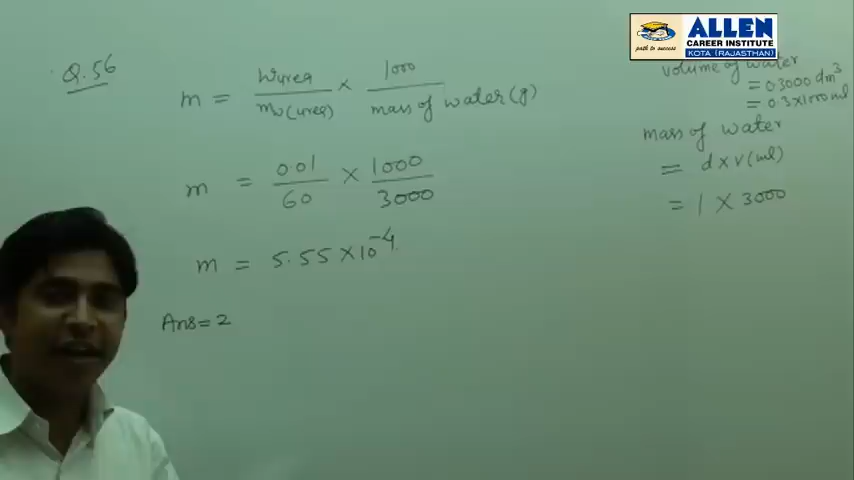 ALLEN
CAREER INSTITUTE
KOTA (RAJASTHAN)
path to success
Q.56
m = Wurea / mw(urea) × 1000 / mass of water(g)
m = 0.01 / 60 × 1000 / 3000
m = 5.55 × 10⁻⁴
Ans = 2
volume of water
= 0.3000 dm³
= 0.3×1000 ml
mass of water
= d × v (ml)
= 1 × 3000